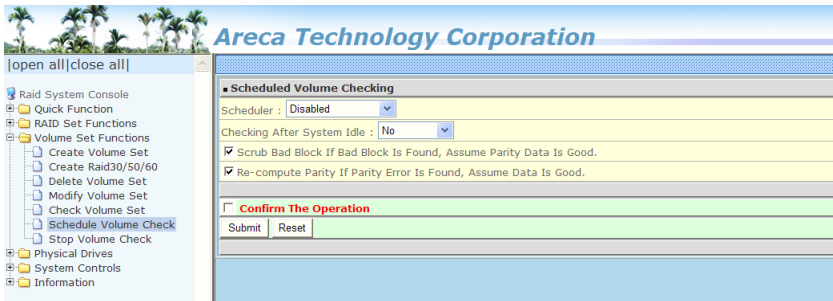 Areca Technology Corporation
|open all|close all|
Raid System Console
Quick Function
RAID Set Functions
Volume Set Functions
Create Volume Set
Create Raid30/50/60
Delete Volume Set
Modify Volume Set
Check Volume Set
Schedule Volume Check
Stop Volume Check
Physical Drives
System Controls
Information
Scheduled Volume Checking
Scheduler : Disabled
Checking After System Idle : No
Scrub Bad Block If Bad Block Is Found, Assume Parity Data Is Good.
Re-compute Parity If Parity Error Is Found, Assume Data Is Good.
Confirm The Operation
Submit Reset